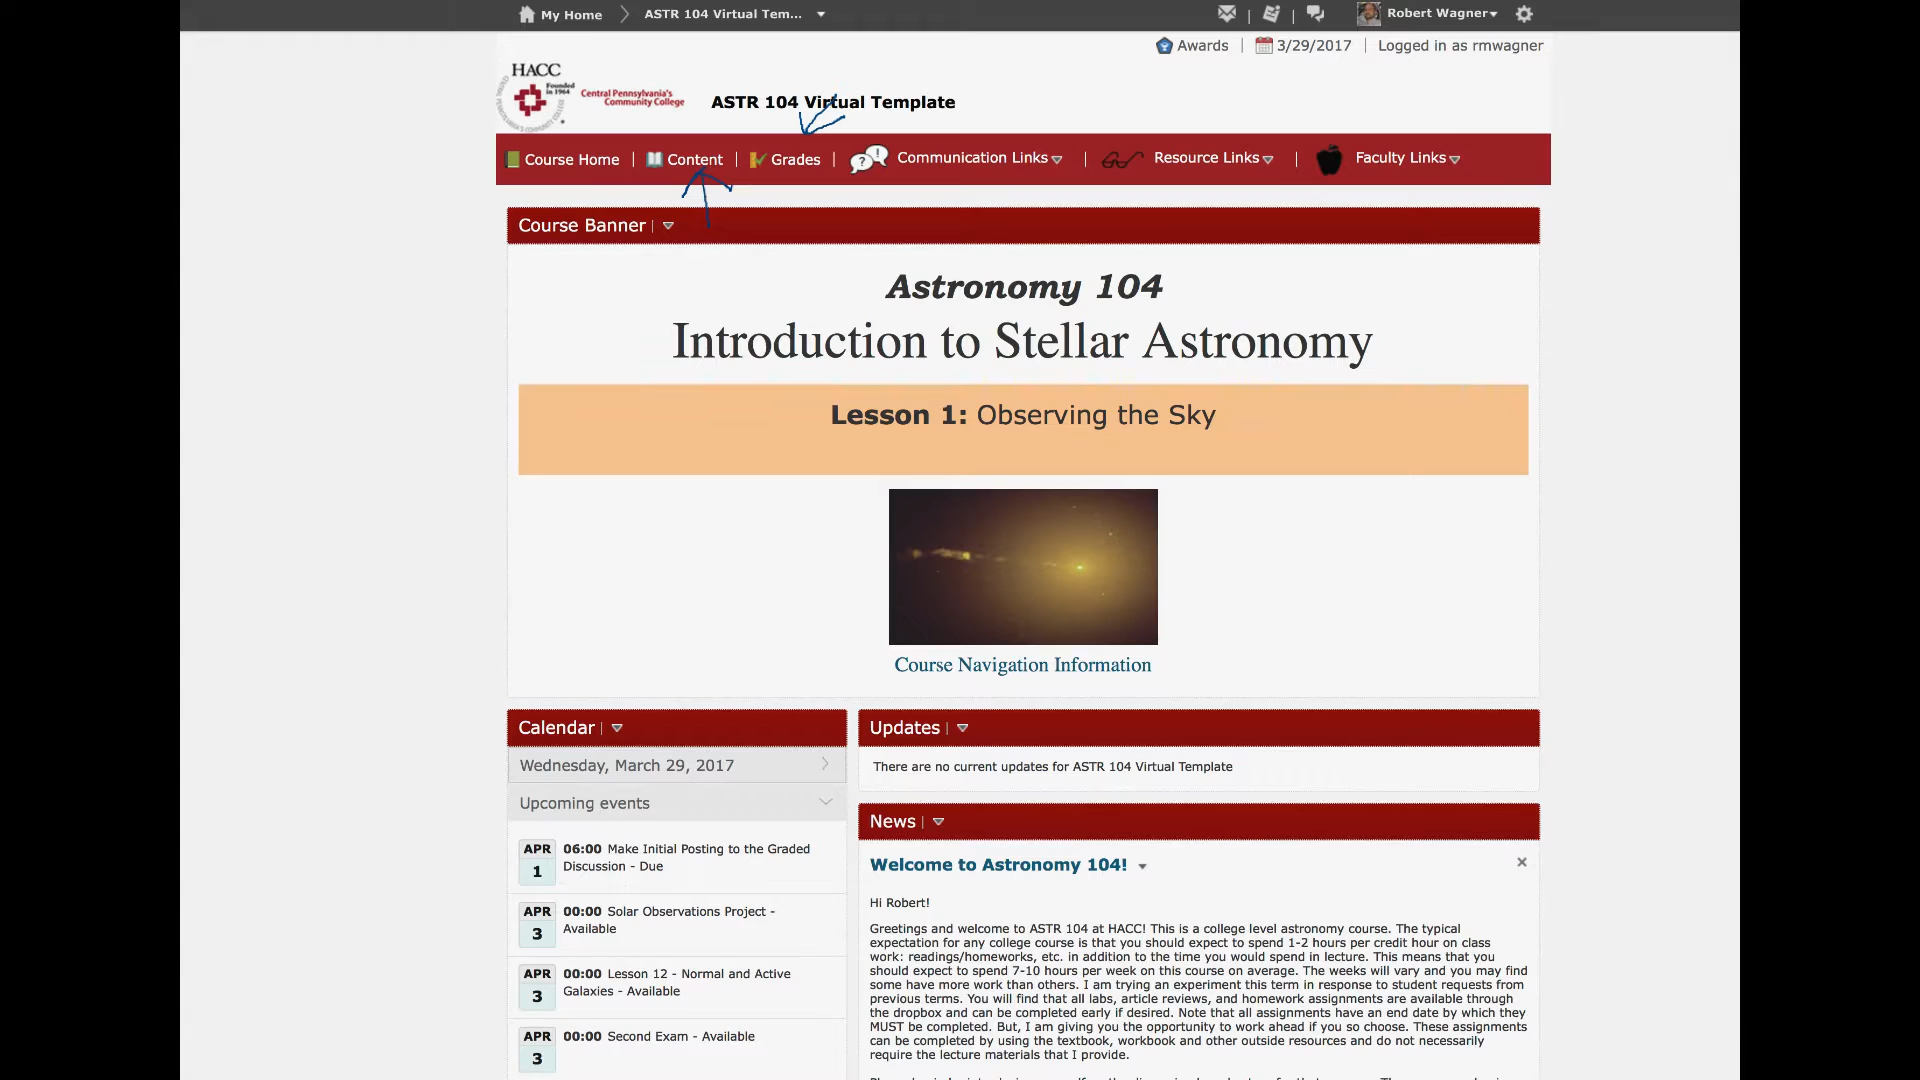 My Home
ASTR 104 Virtual Tem...
Robert Wagner
Awards
3/29/2017
Logged in as rmwagner
HACC
Founded in 1964
Central Pennsylvania's
Community College
ASTR 104 Virtual Template
Course Home
Content
Grades
Communication Links
Resource Links
Faculty Links
Course Banner
Astronomy 104
Introduction to Stellar Astronomy
Lesson 1: Observing the Sky
Course Navigation Information
Calendar
Wednesday, March 29, 2017
Upcoming events
APR 1
06:00 Make Initial Posting to the Graded
Discussion - Due
APR 3
00:00 Solar Observations Project -
Available
APR 3
00:00 Lesson 12 - Normal and Active
Galaxies - Available
APR 3
00:00 Second Exam - Available
Updates
There are no current updates for ASTR 104 Virtual Template
News
Welcome to Astronomy 104!
Hi Robert!
Greetings and welcome to ASTR 104 at HACC! This is a college level astronomy course. The typical
expectation for any college course is that you should expect to spend 1-2 hours per credit hour on class
work: readings/homeworks, etc. in addition to the time you would spend in lecture. This means that you
should expect to spend 7-10 hours per week on this course on average. The weeks will vary and you may find
some have more work than others. I am trying an experiment this term in response to student requests from
previous terms. You will find that all labs, article reviews, and homework assignments are available through
the dropbox and can be completed early if desired. Note that all assignments have an end date by which they
MUST be completed. But, I am giving you the opportunity to work ahead if you so choose. These assignments
can be completed by using the textbook, workbook and other outside resources and do not necessarily
require the lecture materials that I provide.